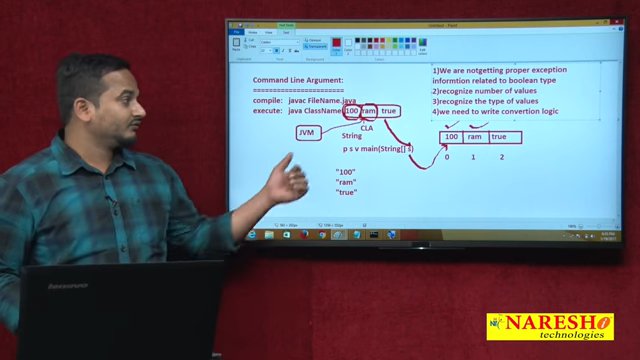 Untitled - Paint
Command Line Argument:
======================
compile: javac FileName.java
execute: java ClassName 100 ram true
JVM
CLA
String
p s v main(String[] s)
"100"
"ram"
"true"
1)We are notgetting proper exception
informtion related to boolean type
2)recognize number of values
3)recognize the type of values
4)we need to write convertion logic
100 ram true
0 1 2
lenovo
NARESH i
technologies